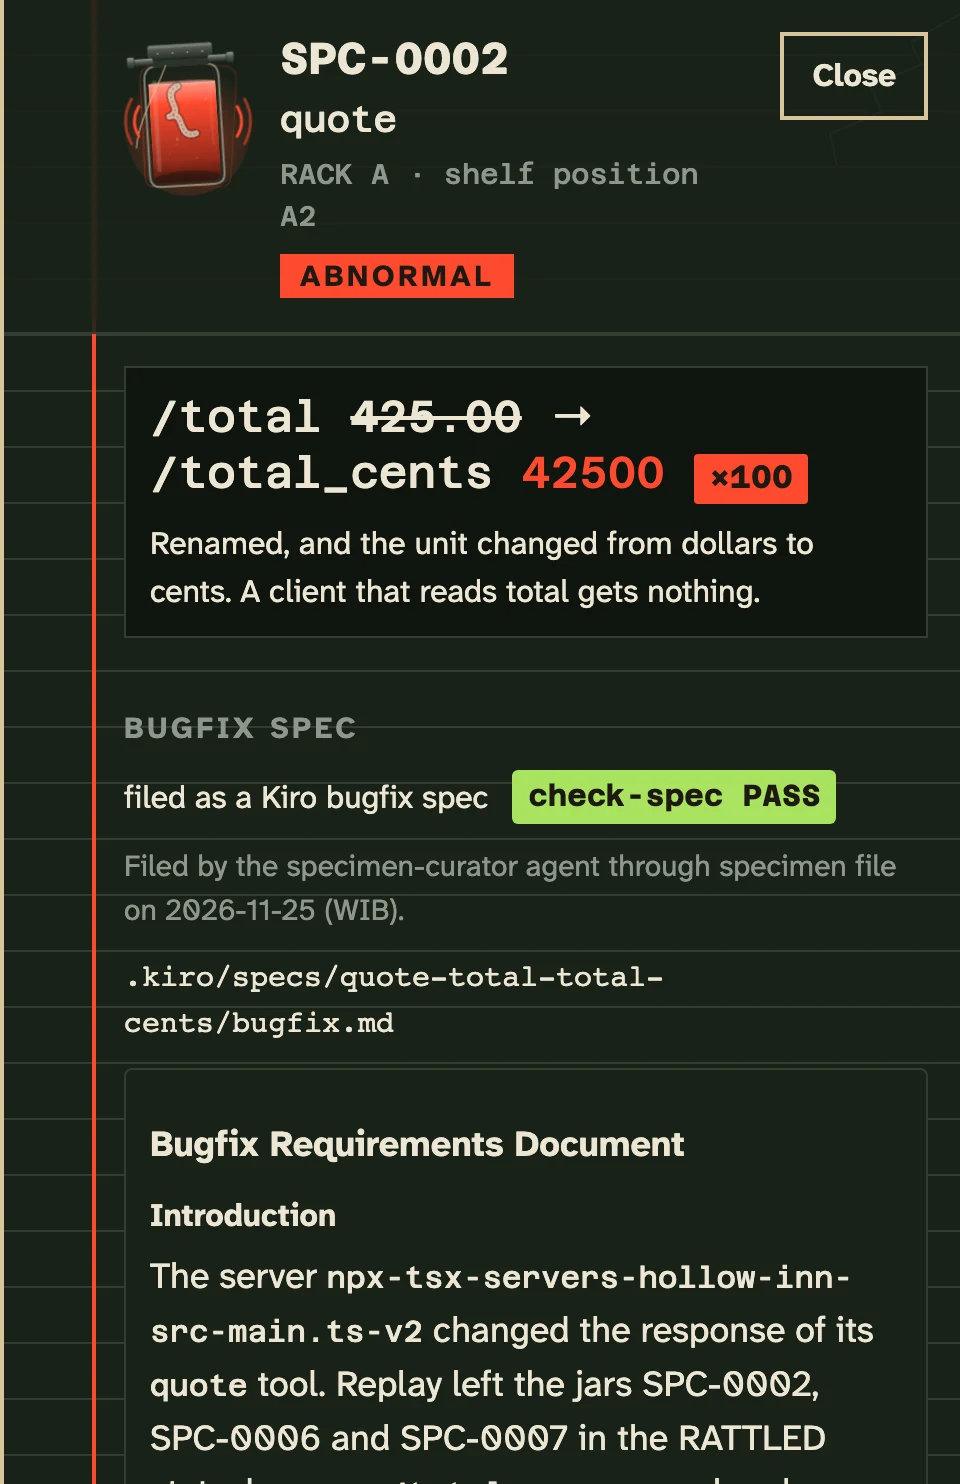 SPC-0002
Close
quote
RACK A · shelf position
A2
ABNORMAL
/total 425.00 →
/total_cents 42500 ×100
Renamed, and the unit changed from dollars to
cents. A client that reads total gets nothing.
BUGFIX SPEC
filed as a Kiro bugfix spec check-spec PASS
Filed by the specimen-curator agent through specimen file
on 2026-11-25 (WIB).
.kiro/specs/quote-total-total-
cents/bugfix.md
Bugfix Requirements Document
Introduction
The server npx-tsx-servers-hollow-inn-
src-main.ts-v2 changed the response of its
quote tool. Replay left the jars SPC-0002,
SPC-0006 and SPC-0007 in the RATTLED